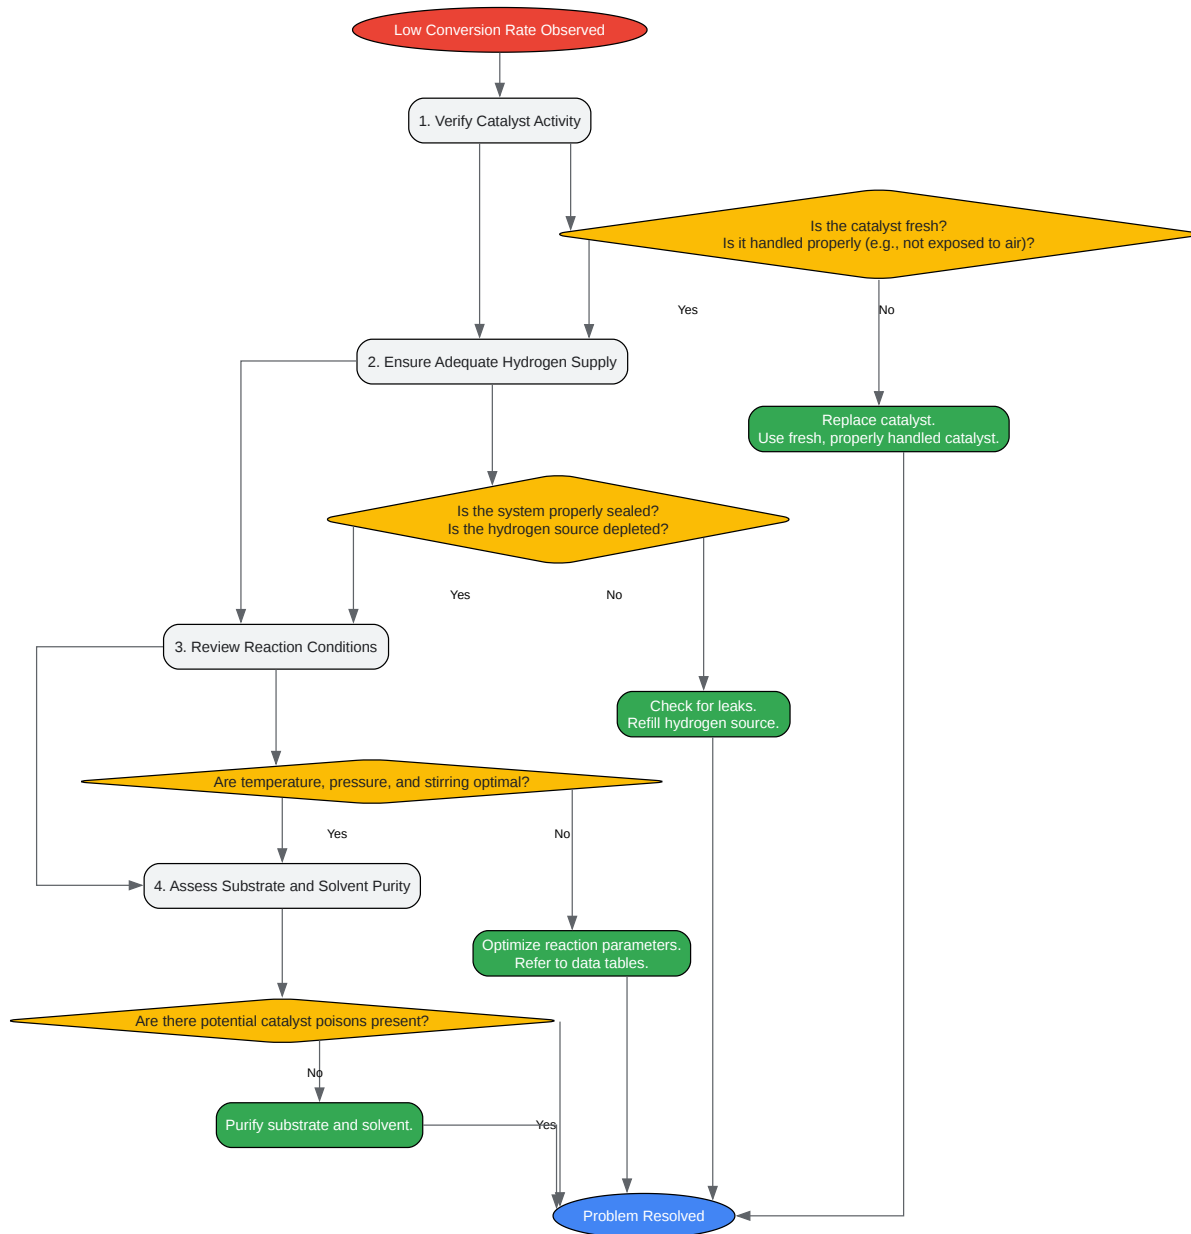 Low Conversion Rate Observed
1. Verify Catalyst Activity
Is the catalyst fresh?
Is it handled properly (e.g., not exposed to air)?
Yes
No
2. Ensure Adequate Hydrogen Supply
Replace catalyst.
Use fresh, properly handled catalyst.
Is the system properly sealed?
Is the hydrogen source depleted?
Yes
No
3. Review Reaction Conditions
Check for leaks.
Refill hydrogen source.
Are temperature, pressure, and stirring optimal?
Yes
No
4. Assess Substrate and Solvent Purity
Optimize reaction parameters.
Refer to data tables.
Are there potential catalyst poisons present?
No
Purify substrate and solvent.
Yes
Problem Resolved